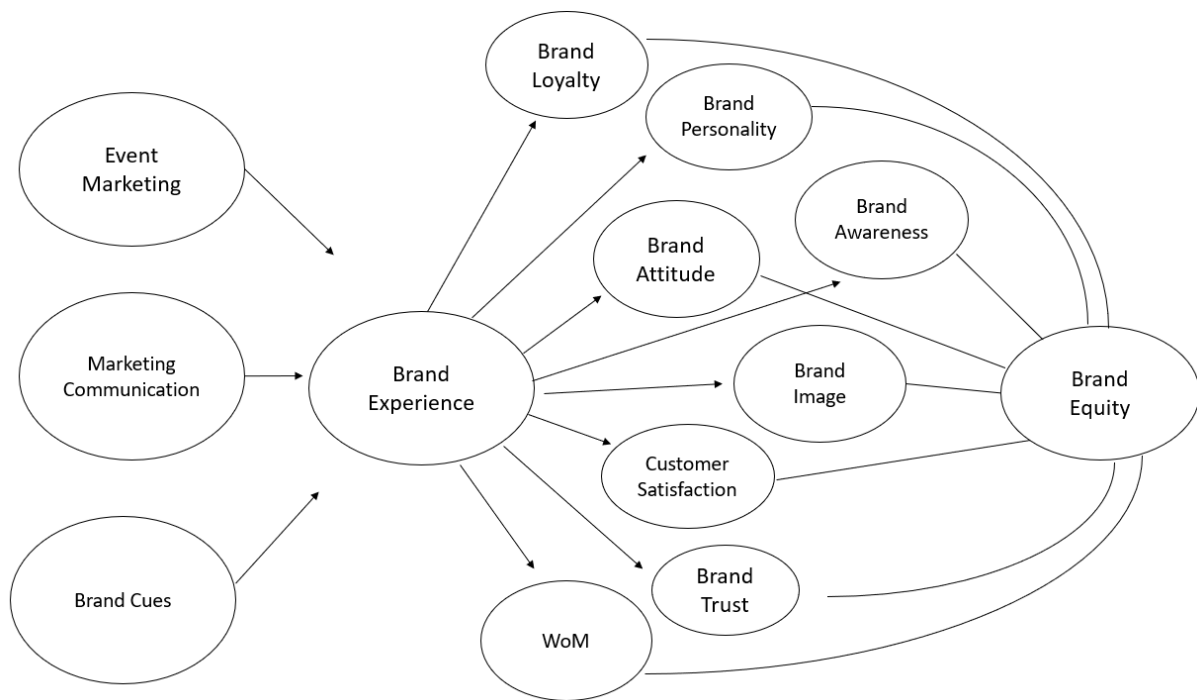 Event
Marketing
Marketing
Communication
Brand Cues
Brand
Experience
Brand
Loyalty
Brand
Personality
Brand
Awareness
Brand
Attitude
Brand
Image
Customer
Satisfaction
Brand
Trust
WoM
Brand
Equity